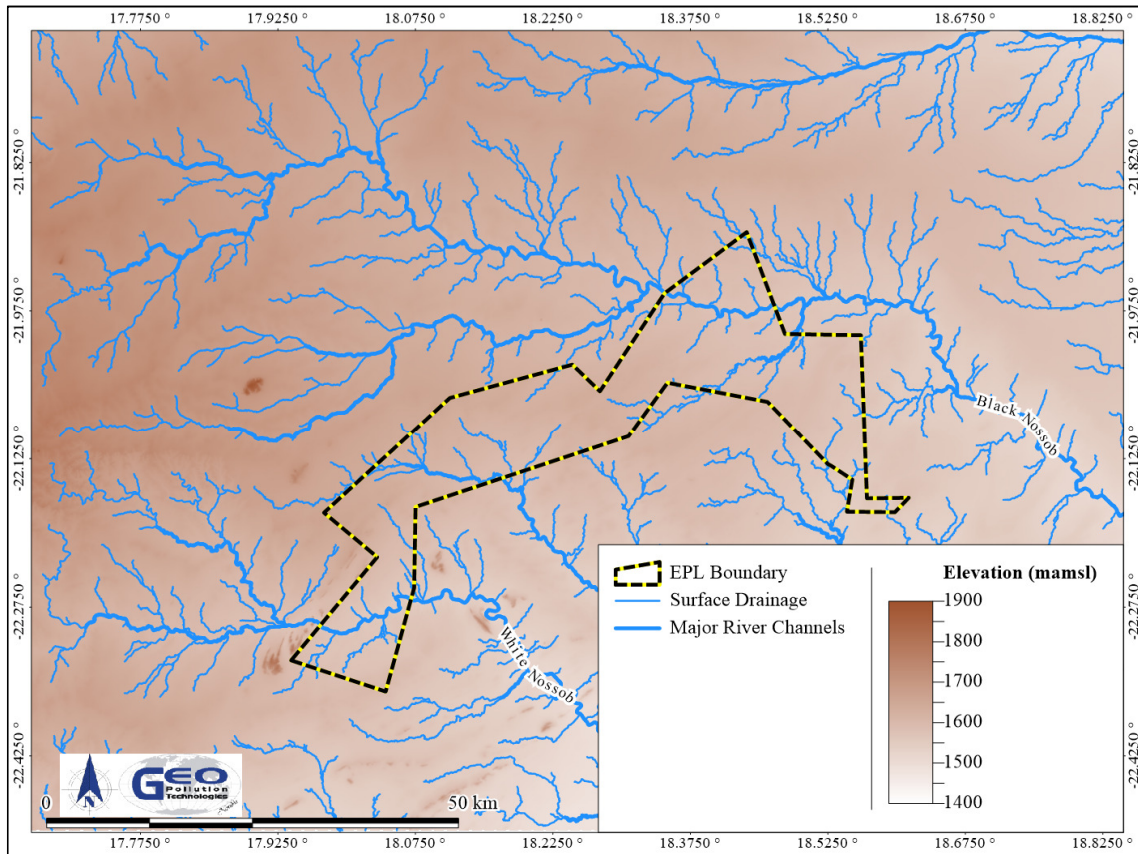 17.7750 ° 17.9250 ° 18.0750 ° 18.2250 ° 18.3750 ° 18.5250 ° 18.6750 ° 18.8250 °
-21.8250 ° -21.8250 °
-21.9750 ° -21.9750 °
Black Nossob
-22.1250 ° -22.1250 °
EPL Boundary
Surface Drainage
Major River Channels
Elevation (mamsl)
1900
1800
1700
1600
1500
1400
-22.2750 ° -22.2750 °
White Nossob
-22.4250 ° -22.4250 °
N
GEO
Pollution
Technologies
0 50 km
17.7750 ° 17.9250 ° 18.0750 ° 18.2250 ° 18.3750 ° 18.5250 ° 18.6750 ° 18.8250 °